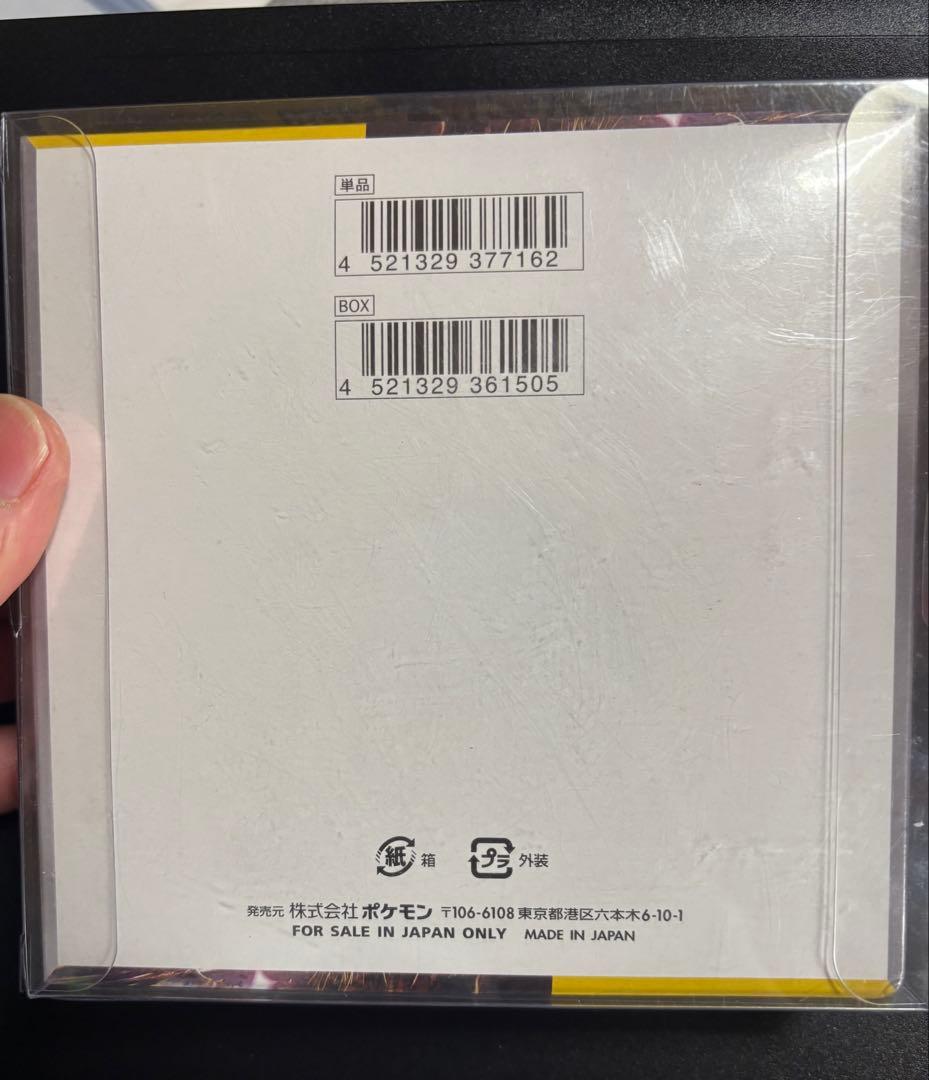 単品
4 521329 377162
BOX
4 521329 361505
紙 箱 プラ 外装
発売元 株式会社ポケモン 〒106-6108 東京都港区六本木6-10-1
FOR SALE IN JAPAN ONLY MADE IN JAPAN